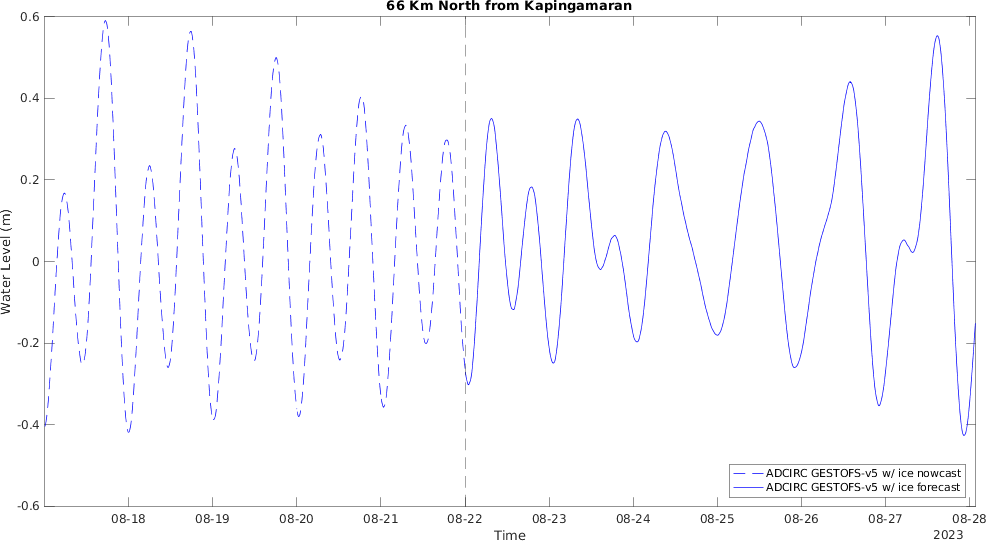 66 Km North from Kapingamaran
Water Level (m)
0.6
0.4
0.2
0
-0.2
-0.4
-0.6
ADCIRC GESTOFS-v5 w/ ice nowcast
ADCIRC GESTOFS-v5 w/ ice forecast
08-18 08-19 08-20 08-21 08-22 08-23 08-24 08-25 08-26 08-27 08-28
Time
2023